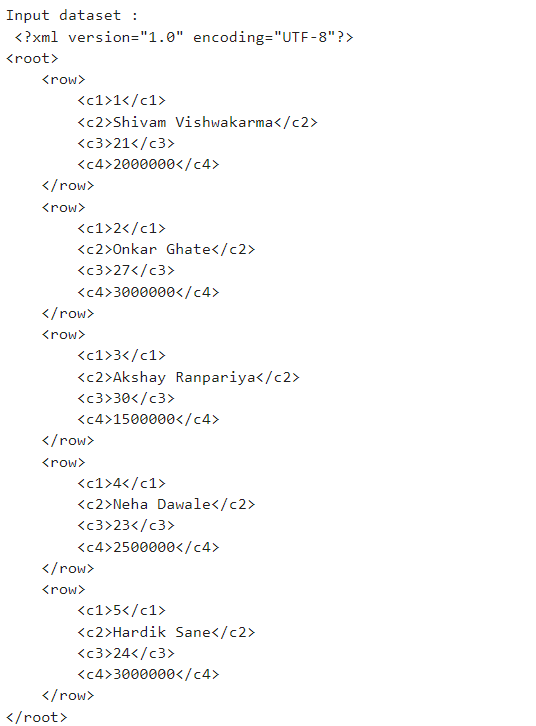 Input dataset :
 <?xml version="1.0" encoding="UTF-8"?>
<root>
    <row>
        <c1>1</c1>
        <c2>Shivam Vishwakarma</c2>
        <c3>21</c3>
        <c4>2000000</c4>
    </row>
    <row>
        <c1>2</c1>
        <c2>Onkar Ghate</c2>
        <c3>27</c3>
        <c4>3000000</c4>
    </row>
    <row>
        <c1>3</c1>
        <c2>Akshay Ranpariya</c2>
        <c3>30</c3>
        <c4>1500000</c4>
    </row>
    <row>
        <c1>4</c1>
        <c2>Neha Dawale</c2>
        <c3>23</c3>
        <c4>2500000</c4>
    </row>
    <row>
        <c1>5</c1>
        <c2>Hardik Sane</c2>
        <c3>24</c3>
        <c4>3000000</c4>
    </row>
</root>